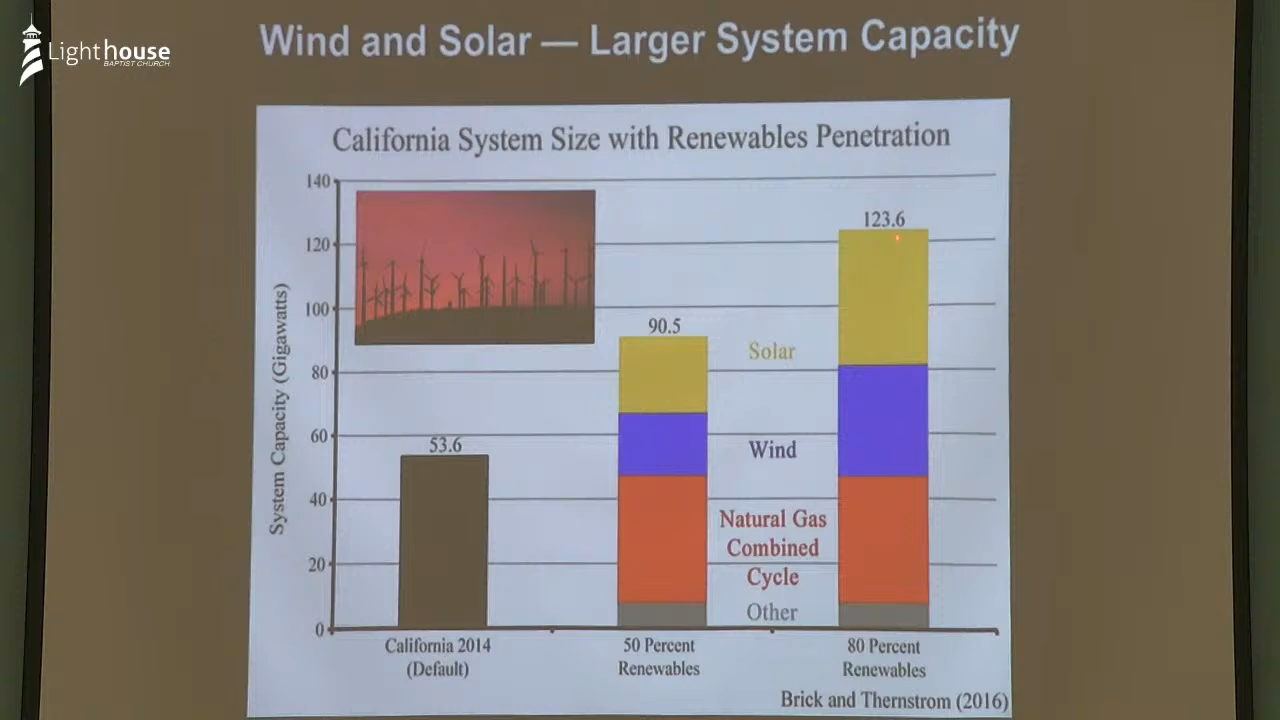 Lighthouse
BAPTIST CHURCH
Wind and Solar — Larger System Capacity
California System Size with Renewables Penetration
System Capacity (Gigawatts)
140
120
100
80
60
40
20
0
53.6
90.5
123.6
Solar
Wind
Natural Gas
Combined
Cycle
Other
California 2014
(Default)
50 Percent
Renewables
80 Percent
Renewables
Brick and Thernstrom (2016)